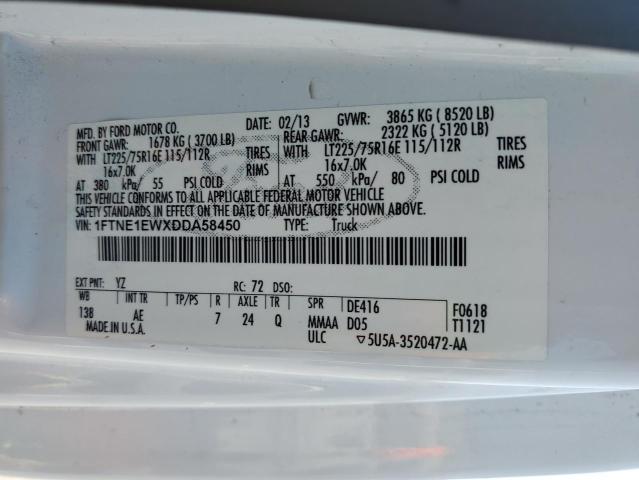 MFD. BY FORD MOTOR CO. DATE: 02/13 GVWR: 3865 KG ( 8520 LB)
FRONT GAWR: 1678 KG ( 3700 LB) REAR GAWR: 2322 KG ( 5120 LB)
WITH LT225/75R16E 115/112R TIRES WITH LT225/75R16E 115/112R TIRES
16x7.0K RIMS 16x7.0K RIMS
AT 380 kPa/ 55 PSI COLD AT 550 kPa/ 80 PSI COLD
THIS VEHICLE CONFORMS TO ALL APPLICABLE FEDERAL MOTOR VEHICLE
SAFETY STANDARDS IN EFFECT ON THE DATE OF MANUFACTURE SHOWN ABOVE.
VIN: 1FTNE1EWXDDA58450 TYPE: Truck
EXT PNT: YZ RC: 72 DSO:
WB INT TR TP/PS R AXLE TR SPR DE416 F0618
138 AE 7 24 Q MMAA D05 T1121
MADE IN U.S.A. ULC ▽5U5A-3520472-AA